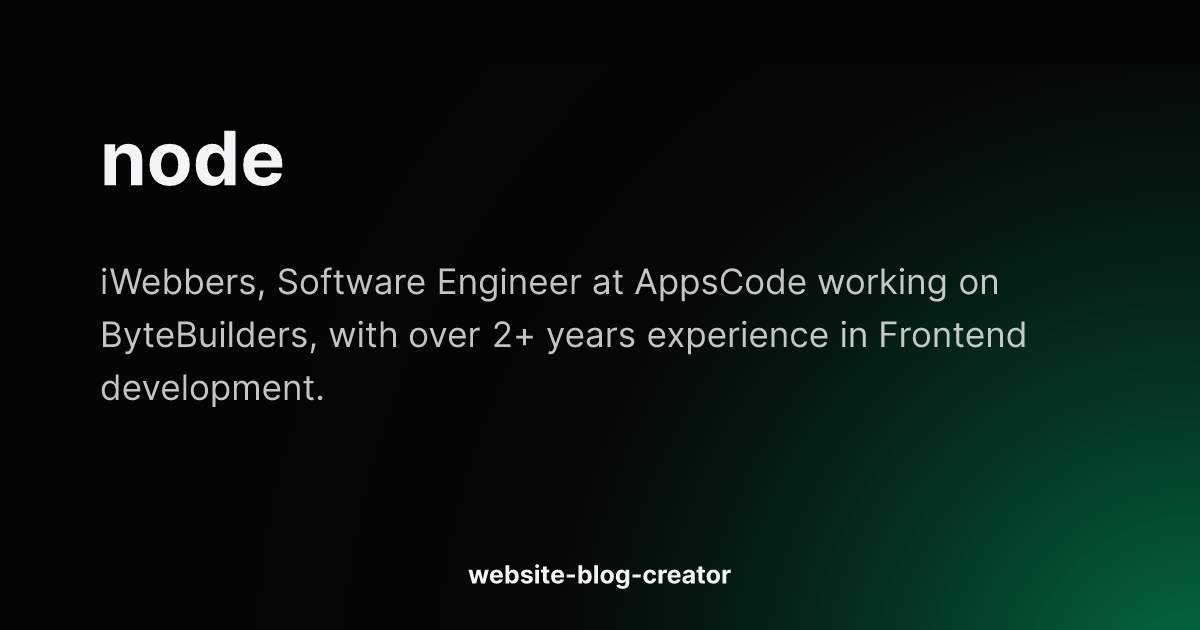 node
iWebbers, Software Engineer at AppsCode working on
ByteBuilders, with over 2+ years experience in Frontend
development.
website-blog-creator